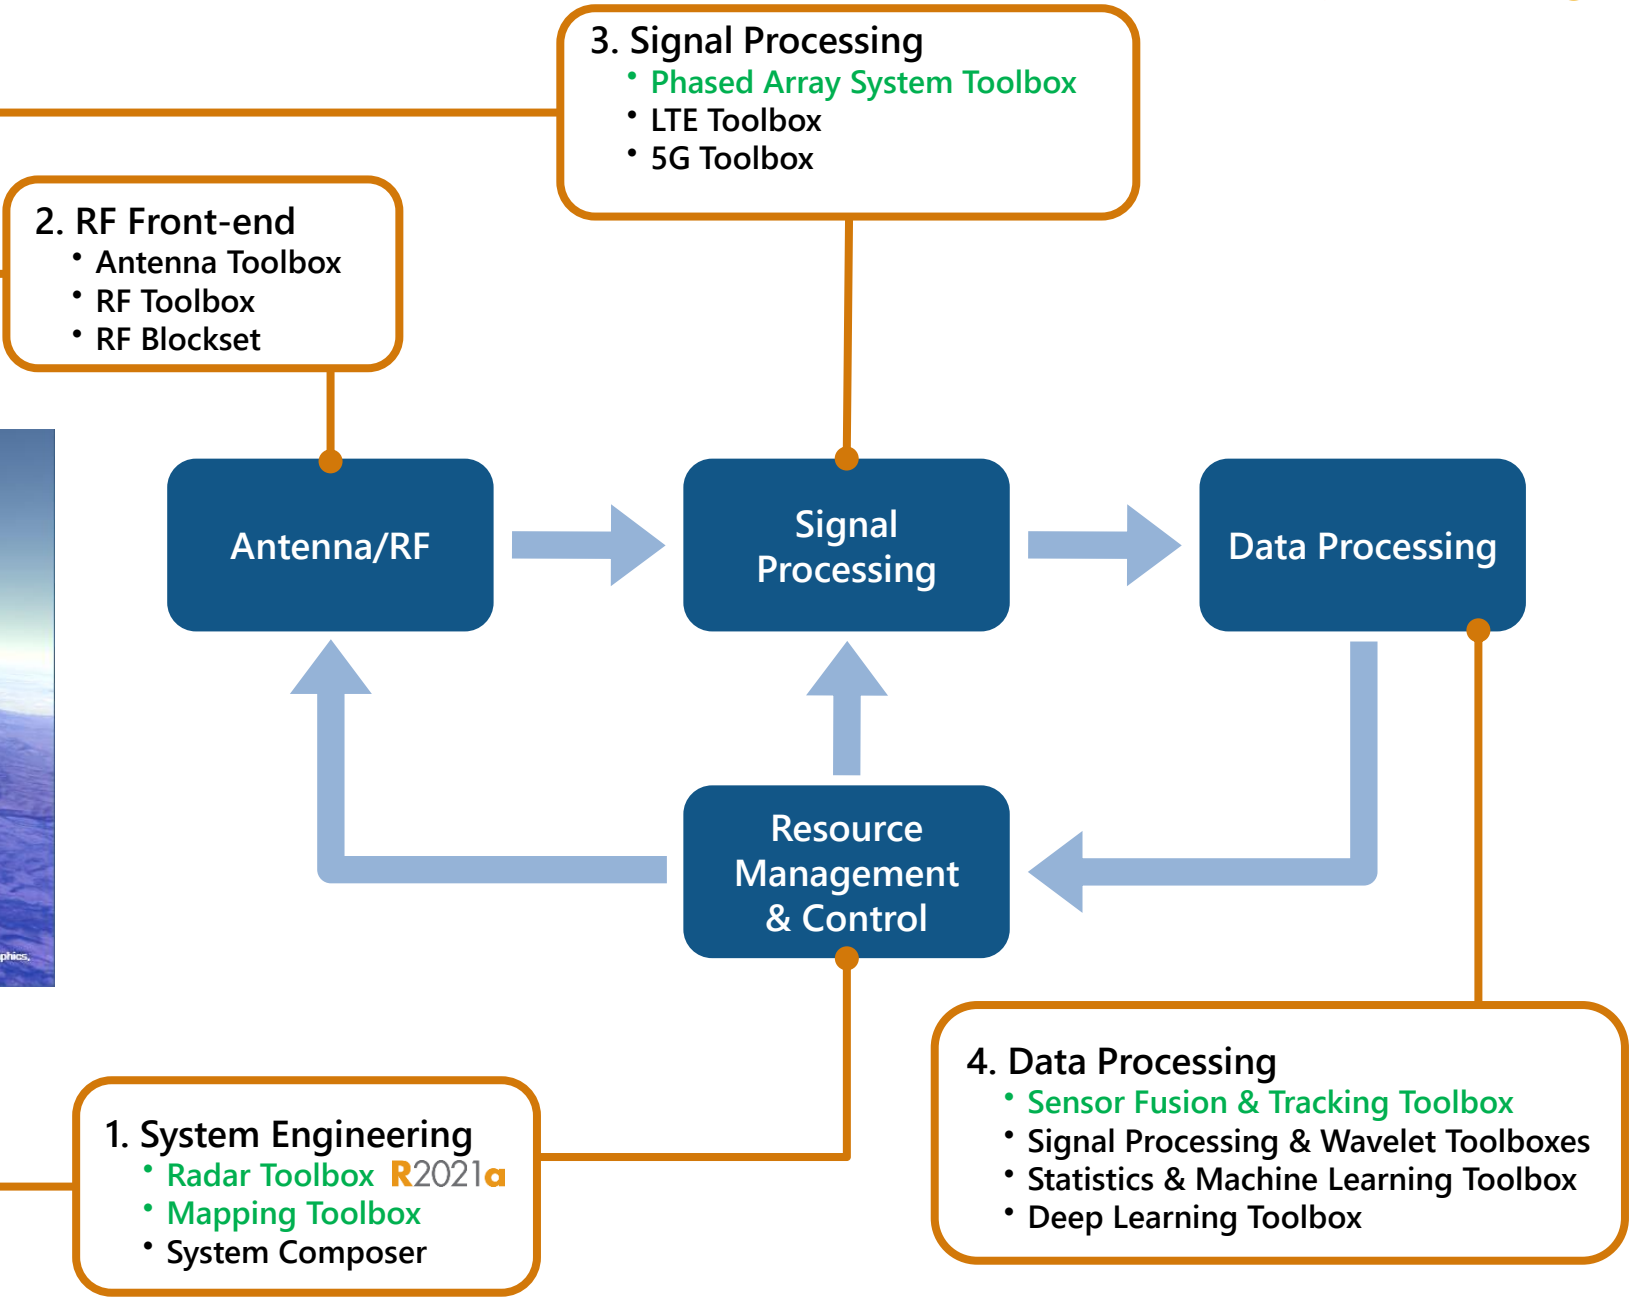 3. Signal Processing
• Phased Array System Toolbox
• LTE Toolbox
• 5G Toolbox
2. RF Front-end
• Antenna Toolbox
• RF Toolbox
• RF Blockset
Antenna/RF
Signal
Processing
Data Processing
Resource
Management
& Control
phics,
4. Data Processing
• Sensor Fusion & Tracking Toolbox
• Signal Processing & Wavelet Toolboxes
• Statistics & Machine Learning Toolbox
• Deep Learning Toolbox
1. System Engineering
• Radar Toolbox R2021a
• Mapping Toolbox
• System Composer